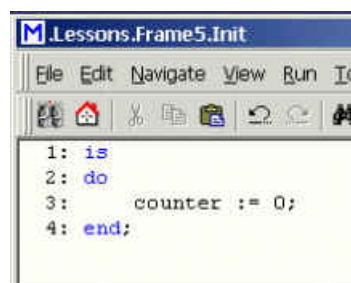 M .Lessons.Frame5.Init
File Edit Navigate View Run
1: is
2: do
3: counter := 0;
4: end;